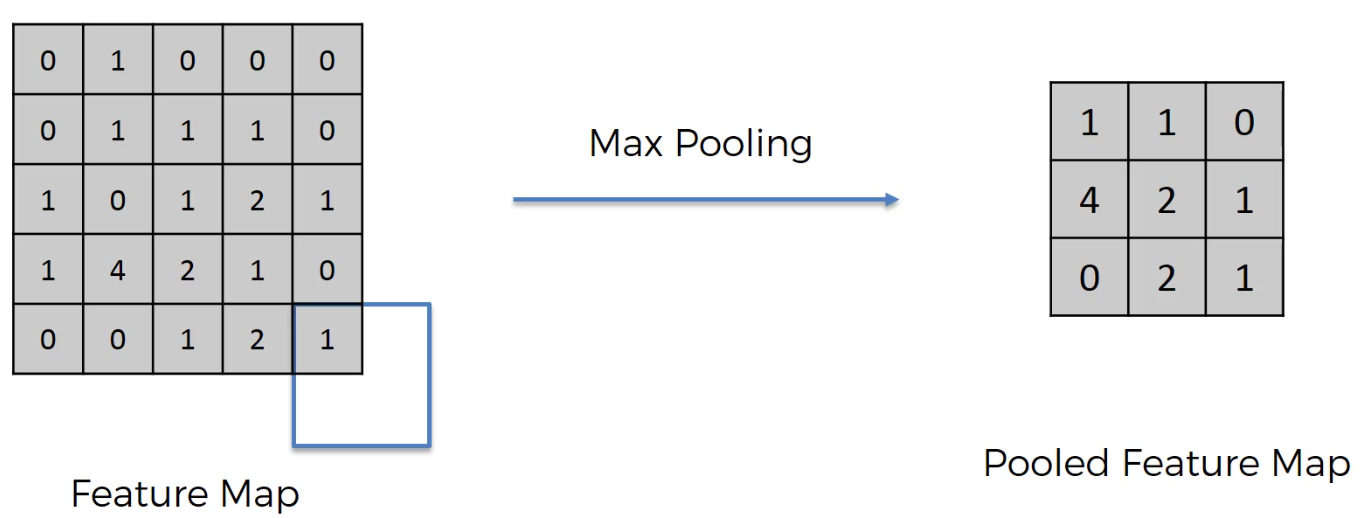 0 1 0 0 0
0 1 1 1 0
1 0 1 2 1
1 4 2 1 0
0 0 1 2 1
Feature Map
Max Pooling
1 1 0
4 2 1
0 2 1
Pooled Feature Map